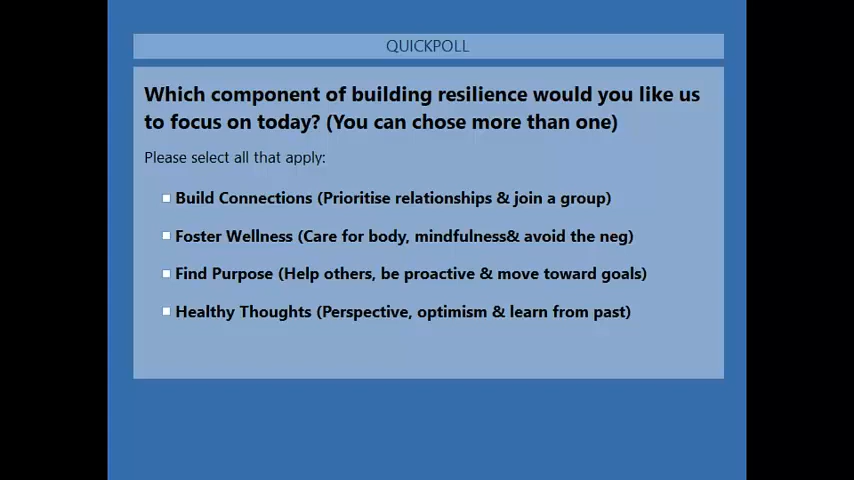 QUICKPOLL
Which component of building resilience would you like us
to focus on today? (You can chose more than one)
Please select all that apply:
Build Connections (Prioritise relationships & join a group)
Foster Wellness (Care for body, mindfulness& avoid the neg)
Find Purpose (Help others, be proactive & move toward goals)
Healthy Thoughts (Perspective, optimism & learn from past)